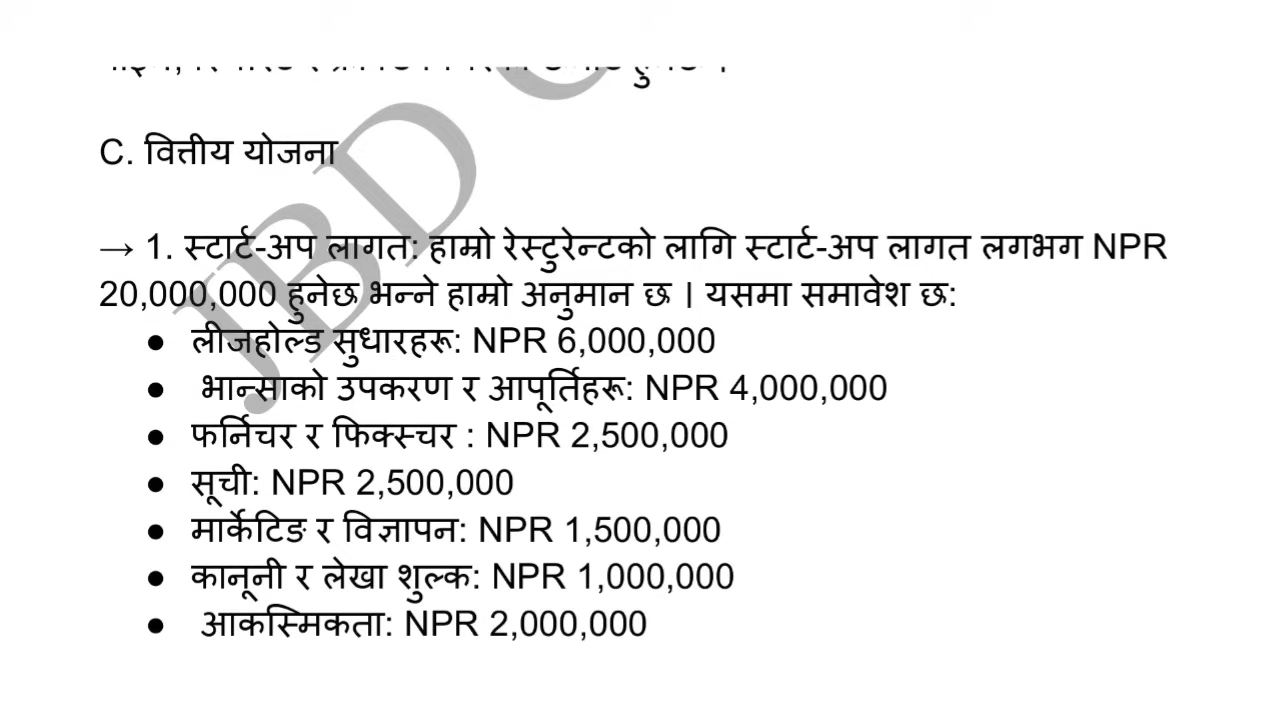 C. वित्तीय योजना
→ 1. स्टार्ट-अप लागत: हाम्रो रेस्टुरेन्टको लागि स्टार्ट-अप लागत लगभग NPR
20,000,000 हुनेछ भन्ने हाम्रो अनुमान छ । यसमा समावेश छ:
● लीजहोल्ड सुधारहरू: NPR 6,000,000
● भान्साको उपकरण र आपूर्तिहरू: NPR 4,000,000
● फर्निचर र फिक्स्चर : NPR 2,500,000
● सूची: NPR 2,500,000
● मार्केटिङ र विज्ञापन: NPR 1,500,000
● कानूनी र लेखा शुल्क: NPR 1,000,000
● आकस्मिकता: NPR 2,000,000
JBD